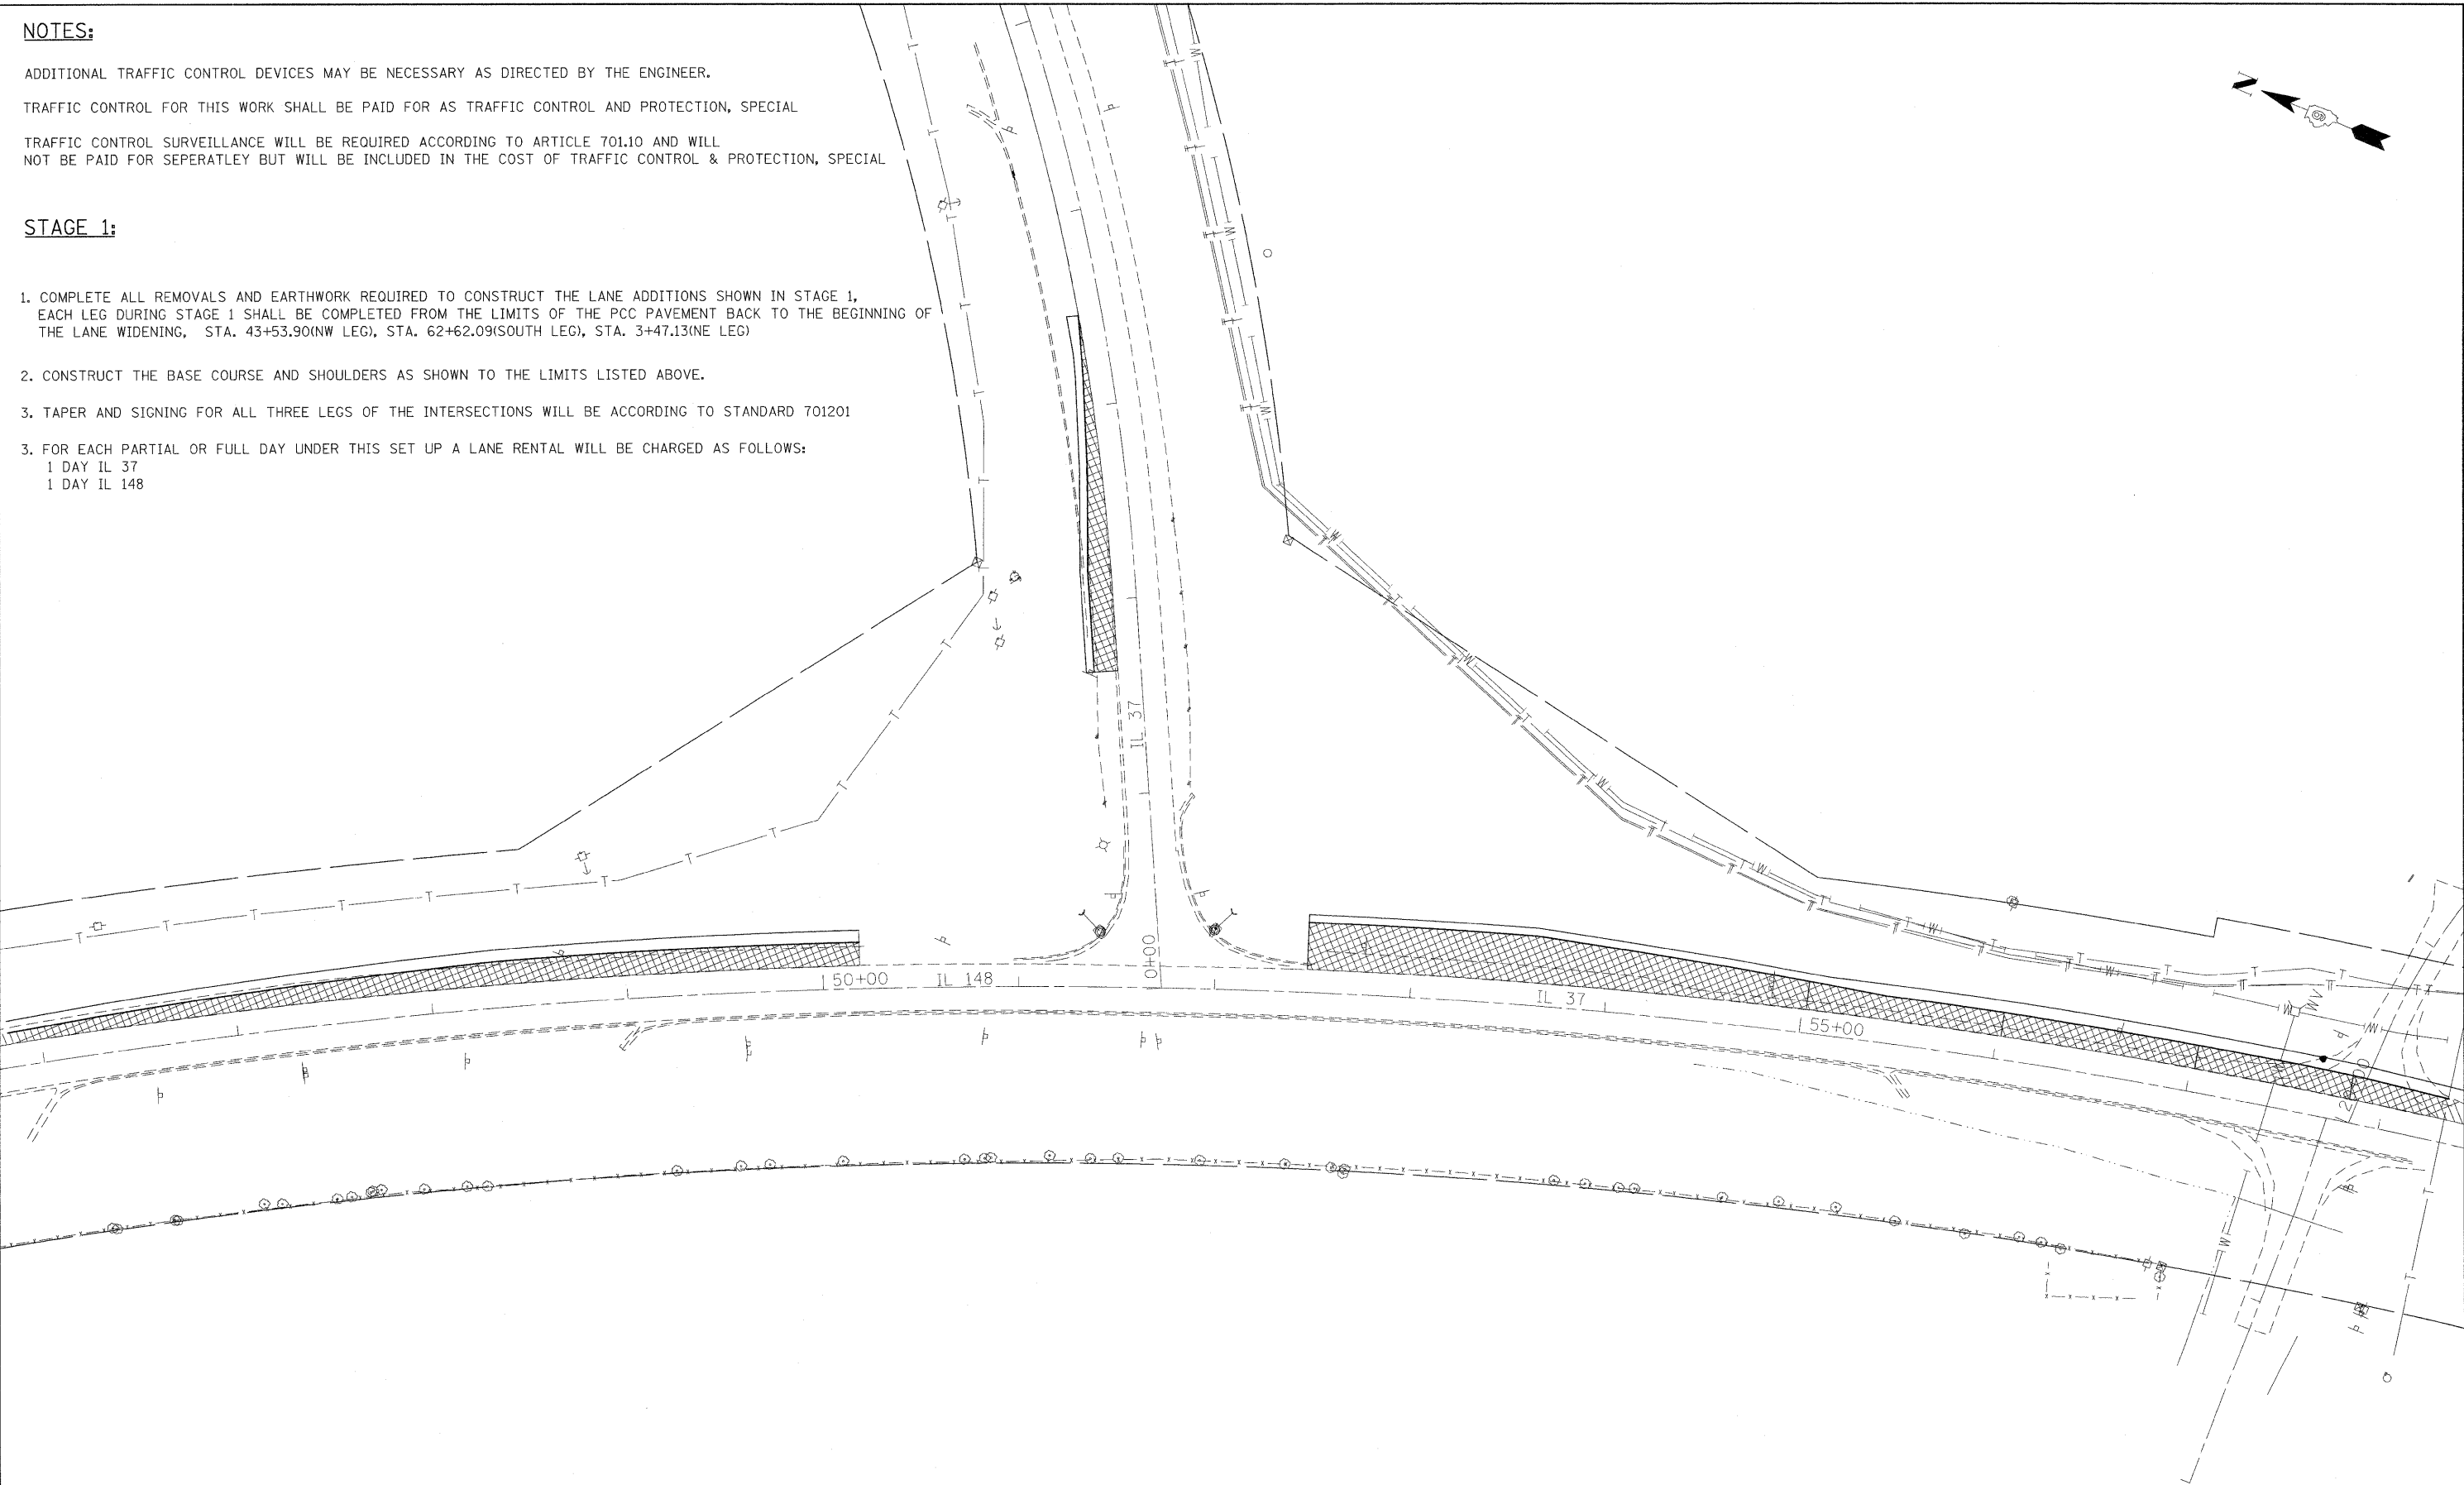 NOTES:
ADDITIONAL TRAFFIC CONTROL DEVICES MAY BE NECESSARY AS DIRECTED BY THE ENGINEER.
TRAFFIC CONTROL FOR THIS WORK SHALL BE PAID FOR AS TRAFFIC CONTROL AND PROTECTION, SPECIAL
TRAFFIC CONTROL SURVEILLANCE WILL BE REQUIRED ACCORDING TO ARTICLE 701.10 AND WILL
NOT BE PAID FOR SEPERATLEY BUT WILL BE INCLUDED IN THE COST OF TRAFFIC CONTROL & PROTECTION, SPECIAL
STAGE 1:
1. COMPLETE ALL REMOVALS AND EARTHWORK REQUIRED TO CONSTRUCT THE LANE ADDITIONS SHOWN IN STAGE 1,
EACH LEG DURING STAGE 1 SHALL BE COMPLETED FROM THE LIMITS OF THE PCC PAVEMENT BACK TO THE BEGINNING OF
THE LANE WIDENING, STA. 43+53.90(NW LEG), STA. 62+62.09(SOUTH LEG), STA. 3+47.13(NE LEG)
2. CONSTRUCT THE BASE COURSE AND SHOULDERS AS SHOWN TO THE LIMITS LISTED ABOVE.
3. TAPER AND SIGNING FOR ALL THREE LEGS OF THE INTERSECTIONS WILL BE ACCORDING TO STANDARD 701201
3. FOR EACH PARTIAL OR FULL DAY UNDER THIS SET UP A LANE RENTAL WILL BE CHARGED AS FOLLOWS:
1 DAY IL 37
1 DAY IL 148
N
IL 37
0+00
50+00
IL 148
IL 37
55+00
WV